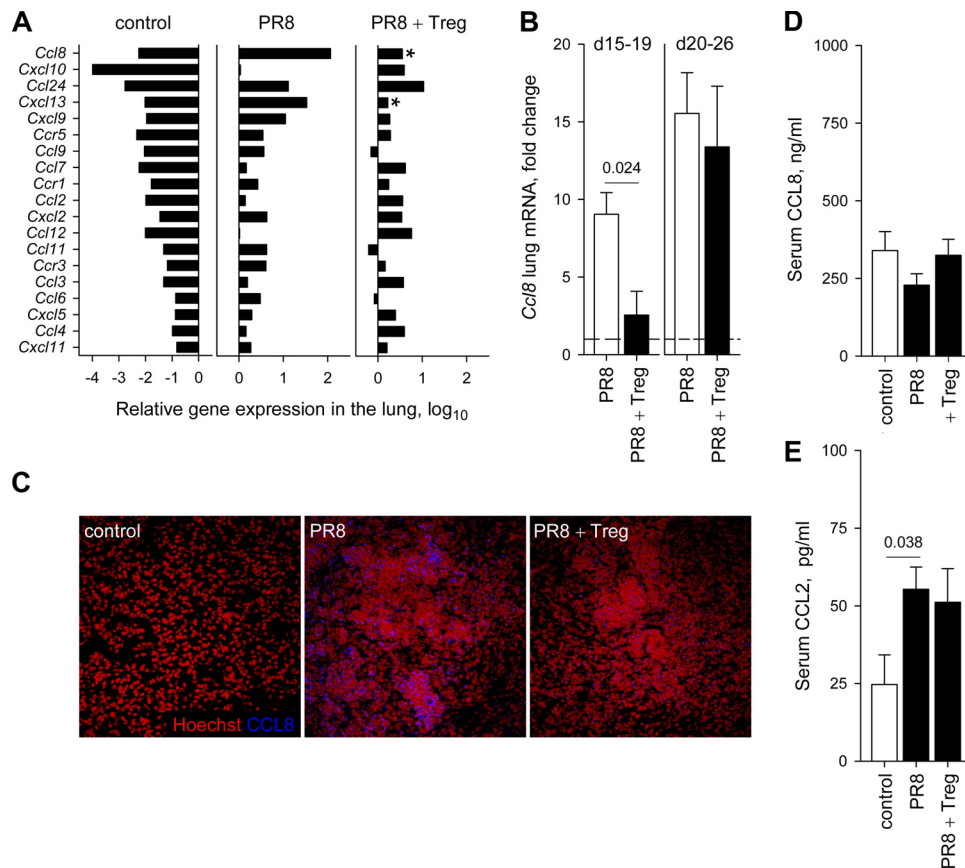 A
control
PR8
PR8 + Treg
Ccl8
*
Cxcl10
Ccl24
Cxcl13
*
Cxcl9
Ccr5
Ccl9
Ccl7
Ccr1
Ccl2
Cxcl2
Ccl12
Ccl11
Ccr3
Ccl3
Ccl6
Cxcl5
Ccl4
Cxcl11
-4 -3 -2 -1 0
0 1 2
0 1 2
Relative gene expression in the lung, log10
B
d15-19
d20-26
20
15
10
5
0
Ccl8 lung mRNA, fold change
0.024
PR8
PR8 + Treg
PR8
PR8 + Treg
C
control
PR8
PR8 + Treg
Hoechst CCL8
D
1000
750
500
250
0
Serum CCL8, ng/ml
control
PR8
+ Treg
E
100
75
50
25
0
Serum CCL2, pg/ml
0.038
control
PR8
PR8 + Treg